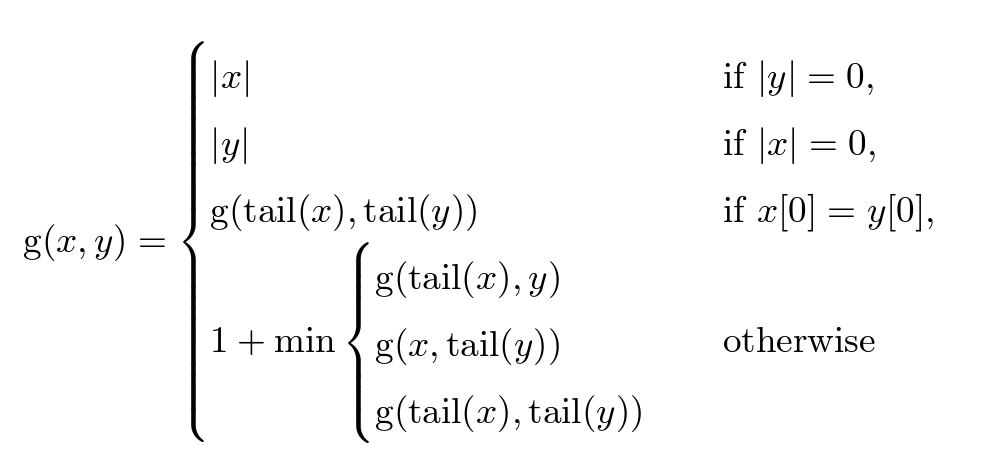 |x| if |y| = 0,
|y| if |x| = 0,
g(tail(x), tail(y)) if x[0] = y[0],
g(x, y) =
g(tail(x), y)
1 + min g(x, tail(y)) otherwise
g(tail(x), tail(y))